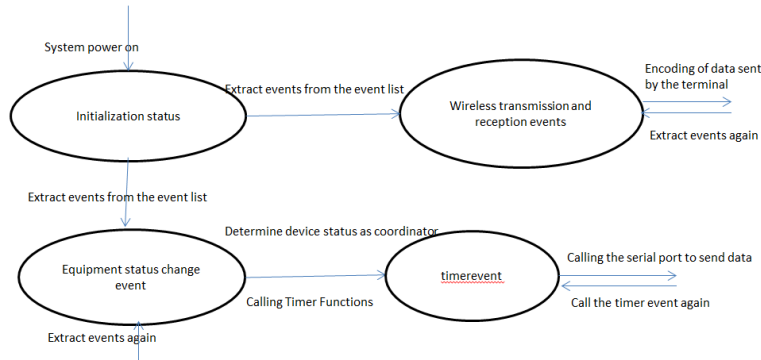 System power on
Extract events from the event list
Encoding of data sent
by the terminal
Initialization status
Wireless transmission and
reception events
Extract events again
Extract events from the event list
Determine device status as coordinator
Equipment status change
event
timerevent
Calling the serial port to send data
Calling Timer Functions
Call the timer event again
Extract events again